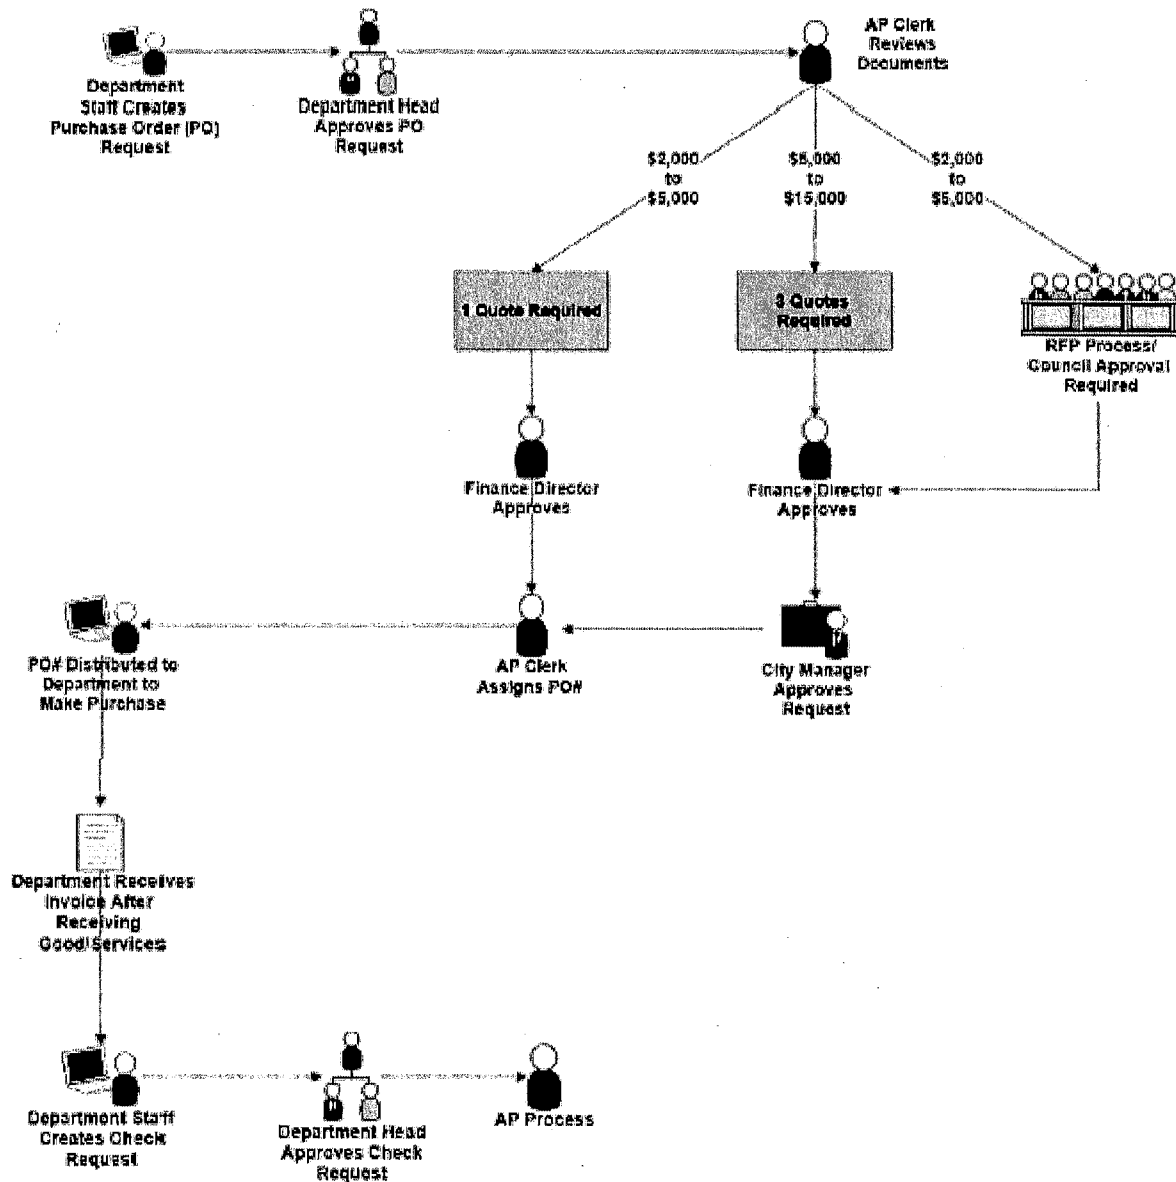 AP Clerk
Reviews
Documents
Department
Staff Creates
Purchase Order (PO)
Request
Department Head
Approves PO
Request
$2,000
to
$5,000
$5,000
to
$15,000
$2,000
to
$5,000
1 Quote Required
3 Quotes
Required
RFP Process/
Council Approval
Required
Finance Director
Approves
Finance Director
Approves
PO# Distributed to
Department to
Make Purchase
AP Clerk
Assigns PO#
City Manager
Approves
Request
Department Receives
Invoice After
Receiving
Good/Services
Department Staff
Creates Check
Request
Department Head
Approves Check
Request
AP Process